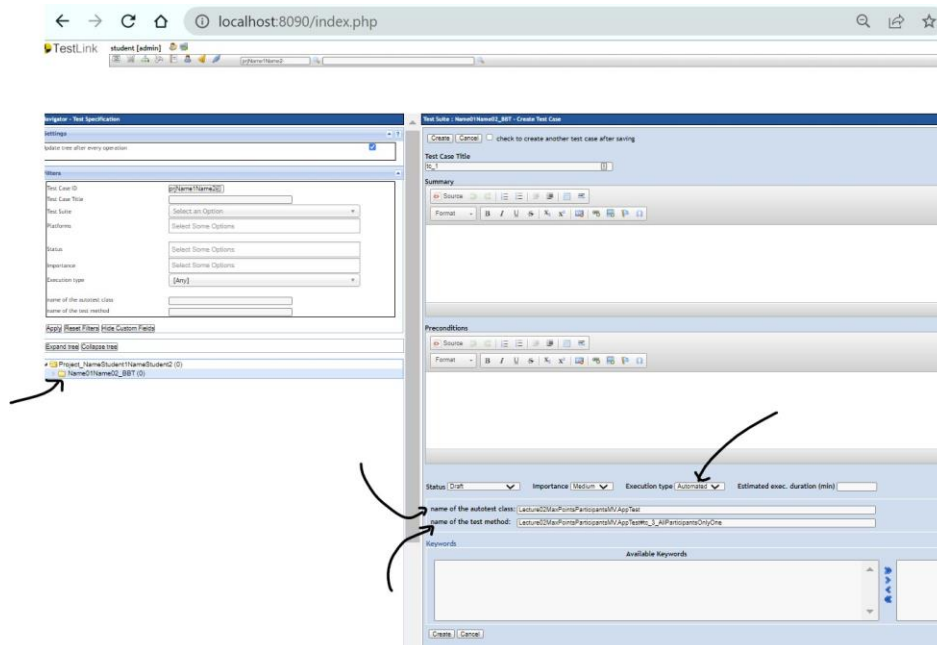 localhost:8090/index.php
TestLink student [admin]
prjName1Name2-
Navigator - Test Specification
Settings
Update tree after every operation
Filters
Test Case ID prjName1Name2
Test Case Title
Test Suite Select an Option
Platforms Select Some Options
Status Select Some Options
Importance Select Some Options
Execution type [Any]
name of the autotest class
name of the test method
Apply Reset Filters Hide Custom Fields
Expand tree Collapse tree
Project_NameStudent1NameStudent2 (0)
Name01Name02_BBT (0)
Test Suite : Name01Name02_BBT - Create Test Case
Create Cancel check to create another test case after saving
Test Case Title
tc_1
Summary
Source
Format B I U S X₂ X² Ω
Preconditions
Source
Format B I U S X₂ X² Ω
Status Draft Importance Medium Execution type Automated Estimated exec. duration (min)
name of the autotest class: Lecture02MaxPointsParticipantsMV.AppTest
name of the test method: Lecture02MaxPointsParticipantsMV.AppTest#tc_3_AllParticipantsOnlyOne
Keywords
Available Keywords
Create Cancel